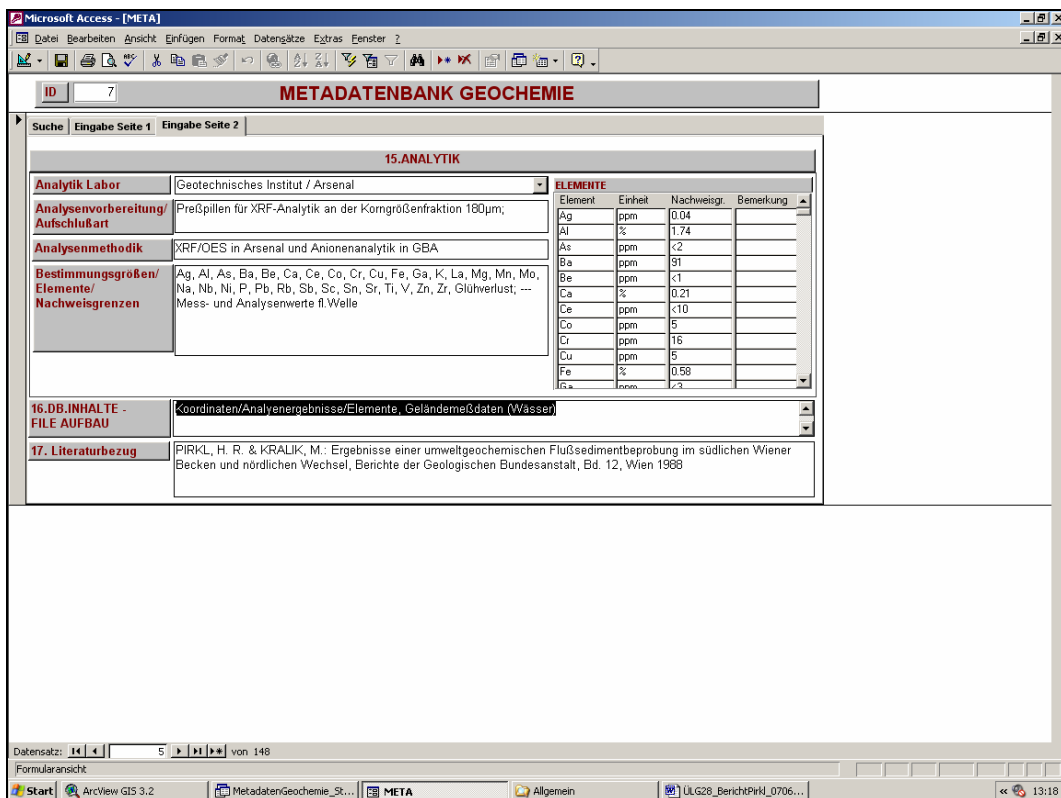 Microsoft Access - [META]
Datei Bearbeiten Ansicht Einfügen Format Datensätze Extras Fenster ?
ID 7 METADATENBANK GEOCHEMIE
Suche Eingabe Seite 1 Eingabe Seite 2
15.ANALYTIK
Analytik Labor Geotechnisches Institut / Arsenal
Analysenvorbereitung/
Aufschlußart
Preßpillen für XRF-Analytik an der Korngrößenfraktion 180µm;
Analysenmethodik XRF/OES in Arsenal und Anionenanalytik in GBA
Bestimmungsgrößen/
Elemente/
Nachweisgrenzen
Ag, Al, As, Ba, Be, Ca, Ce, Co, Cr, Cu, Fe, Ga, K, La, Mg, Mn, Mo,
Na, Nb, Ni, P, Pb, Rb, Sb, Sc, Sn, Sr, Ti, V, Zn, Zr, Glühverlust; ---
Mess- und Analysenwerte fl.Welle
ELEMENTE
Element Einheit Nachweisgr. Bemerkung
Ag ppm 0.04
Al % 1.74
As ppm <2
Ba ppm 91
Be ppm <1
Ca % 0.21
Ce ppm <10
Co ppm 5
Cr ppm 16
Cu ppm 5
Fe % 0.58
Ga ppm <3
16.DB.INHALTE -
FILE AUFBAU
Koordinaten/Analyenergebnisse/Elemente, Geländemeßdaten (Wässer)
17. Literaturbezug
PIRKL, H. R. & KRALIK, M.: Ergebnisse einer umweltgeochemischen Flußsedimentbeprobung im südlichen Wiener
Becken und nördlichen Wechsel, Berichte der Geologischen Bundesanstalt, Bd. 12, Wien 1988
Datensatz: 5 von 148
Formularansicht
Start ArcView GIS 3.2 MetadatenGeochemie_St... META Allgemein ÜLG28_BerichtPirkl_0706... « 13:18